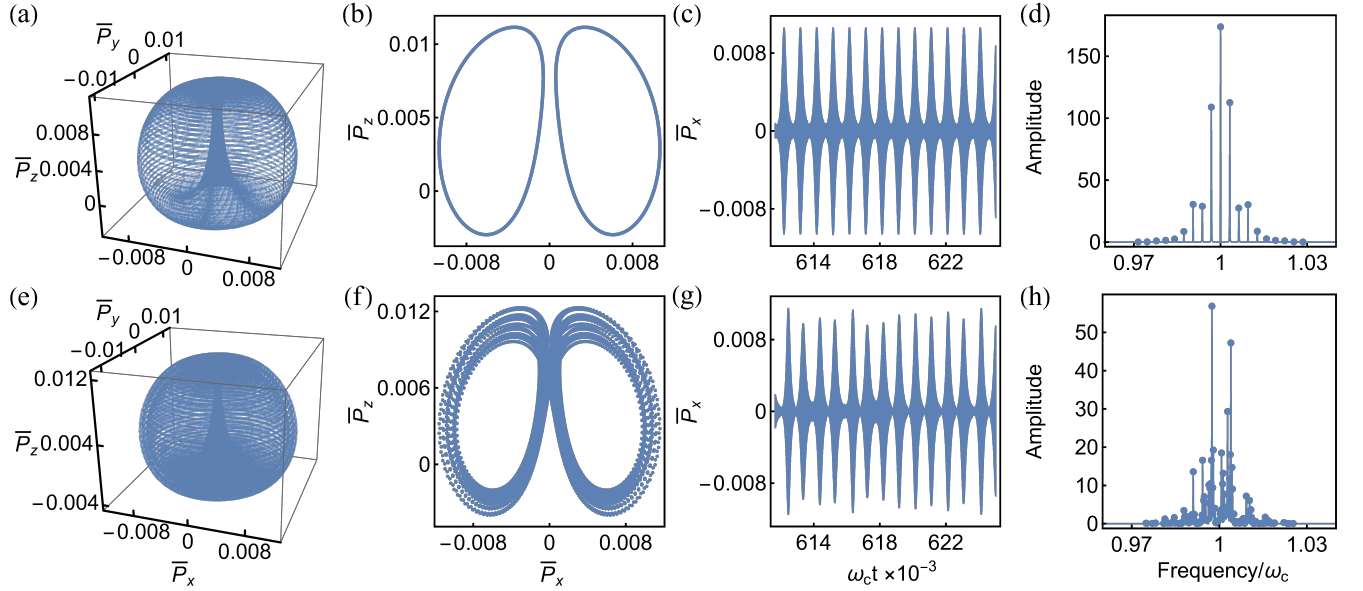 (a)
P̅y
0.01
0
−0.01
0.008
P̅z 0.004
0
−0.008
0
0.008
(b)
0.01
P̅z
0.005
0
−0.008
0
0.008
(c)
0.008
P̅x
0
−0.008
614
618
622
(d)
150
Amplitude
100
50
0
0.97
1
1.03
(e)
P̅y
0.01
0
−0.01
0.012
P̅z
0.004
−0.004
−0.008
0
0.008
P̅x
(f)
0.012
P̅z
0.006
0
−0.008
0
0.008
P̅x
(g)
0.008
P̅x
0
−0.008
614
618
622
ωct ×10−3
(h)
50
40
Amplitude
30
20
10
0
0.97
1
1.03
Frequency/ωc